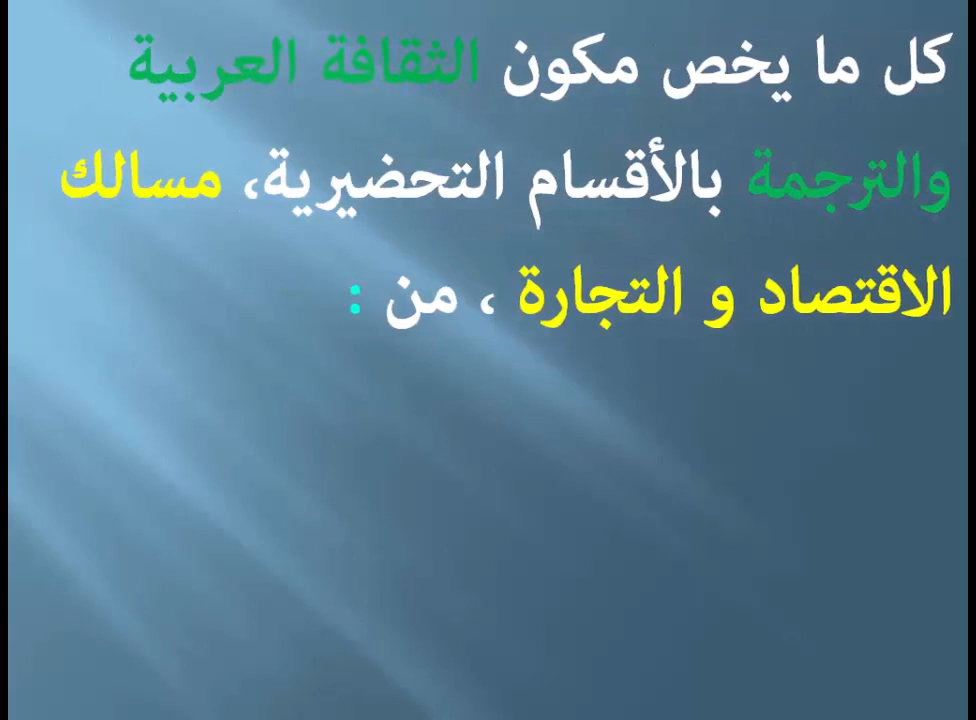 كل ما يخص مكون الثقافة العربية
والترجمة بالأقسام التحضيرية، مسالك
الاقتصاد و التجارة ، من :